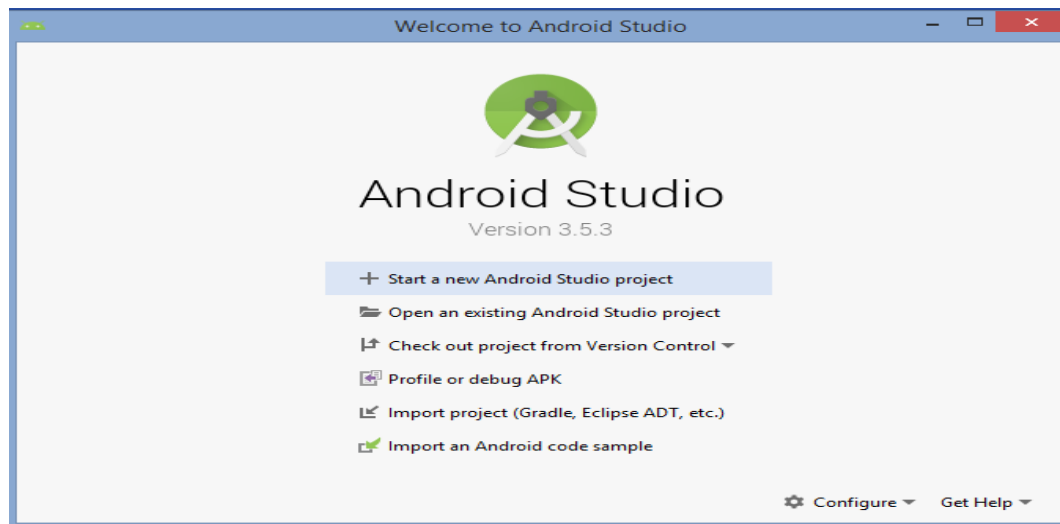 Welcome to Android Studio
Android Studio
Version 3.5.3
Start a new Android Studio project
Open an existing Android Studio project
Check out project from Version Control
Profile or debug APK
Import project (Gradle, Eclipse ADT, etc.)
Import an Android code sample
Configure Get Help